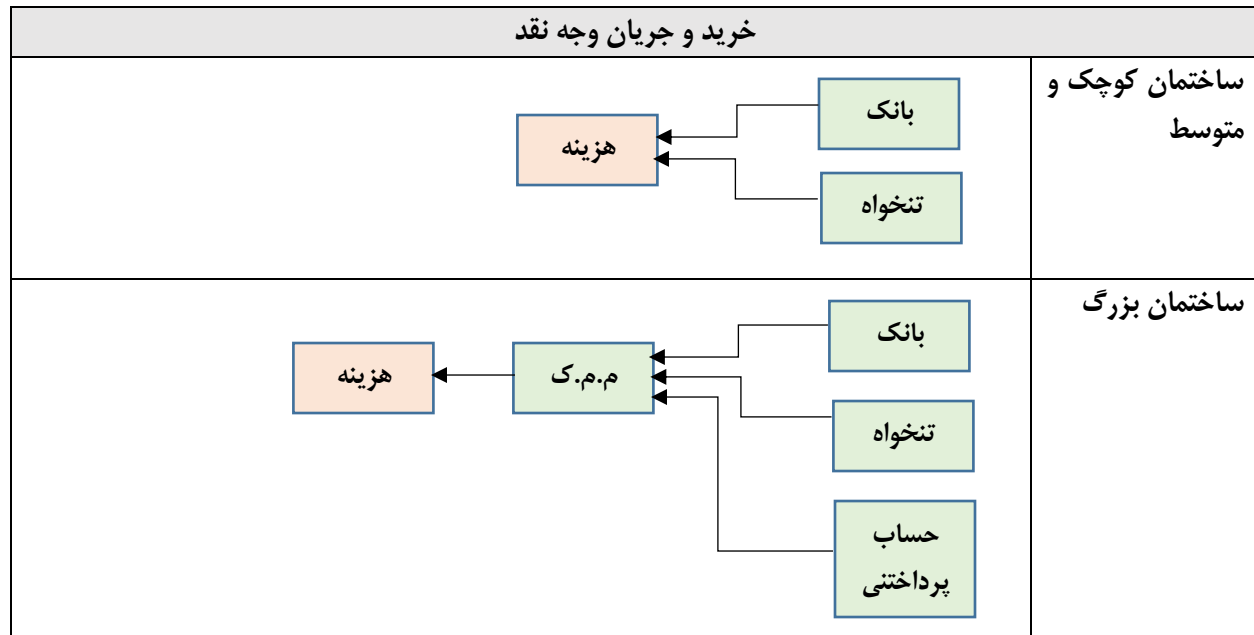 خرید و جریان وجه نقد
ساختمان کوچک و
متوسط
بانک
هزینه
تنخواه
ساختمان بزرگ
بانک
م.م.ک
هزینه
تنخواه
حساب
پرداختنی